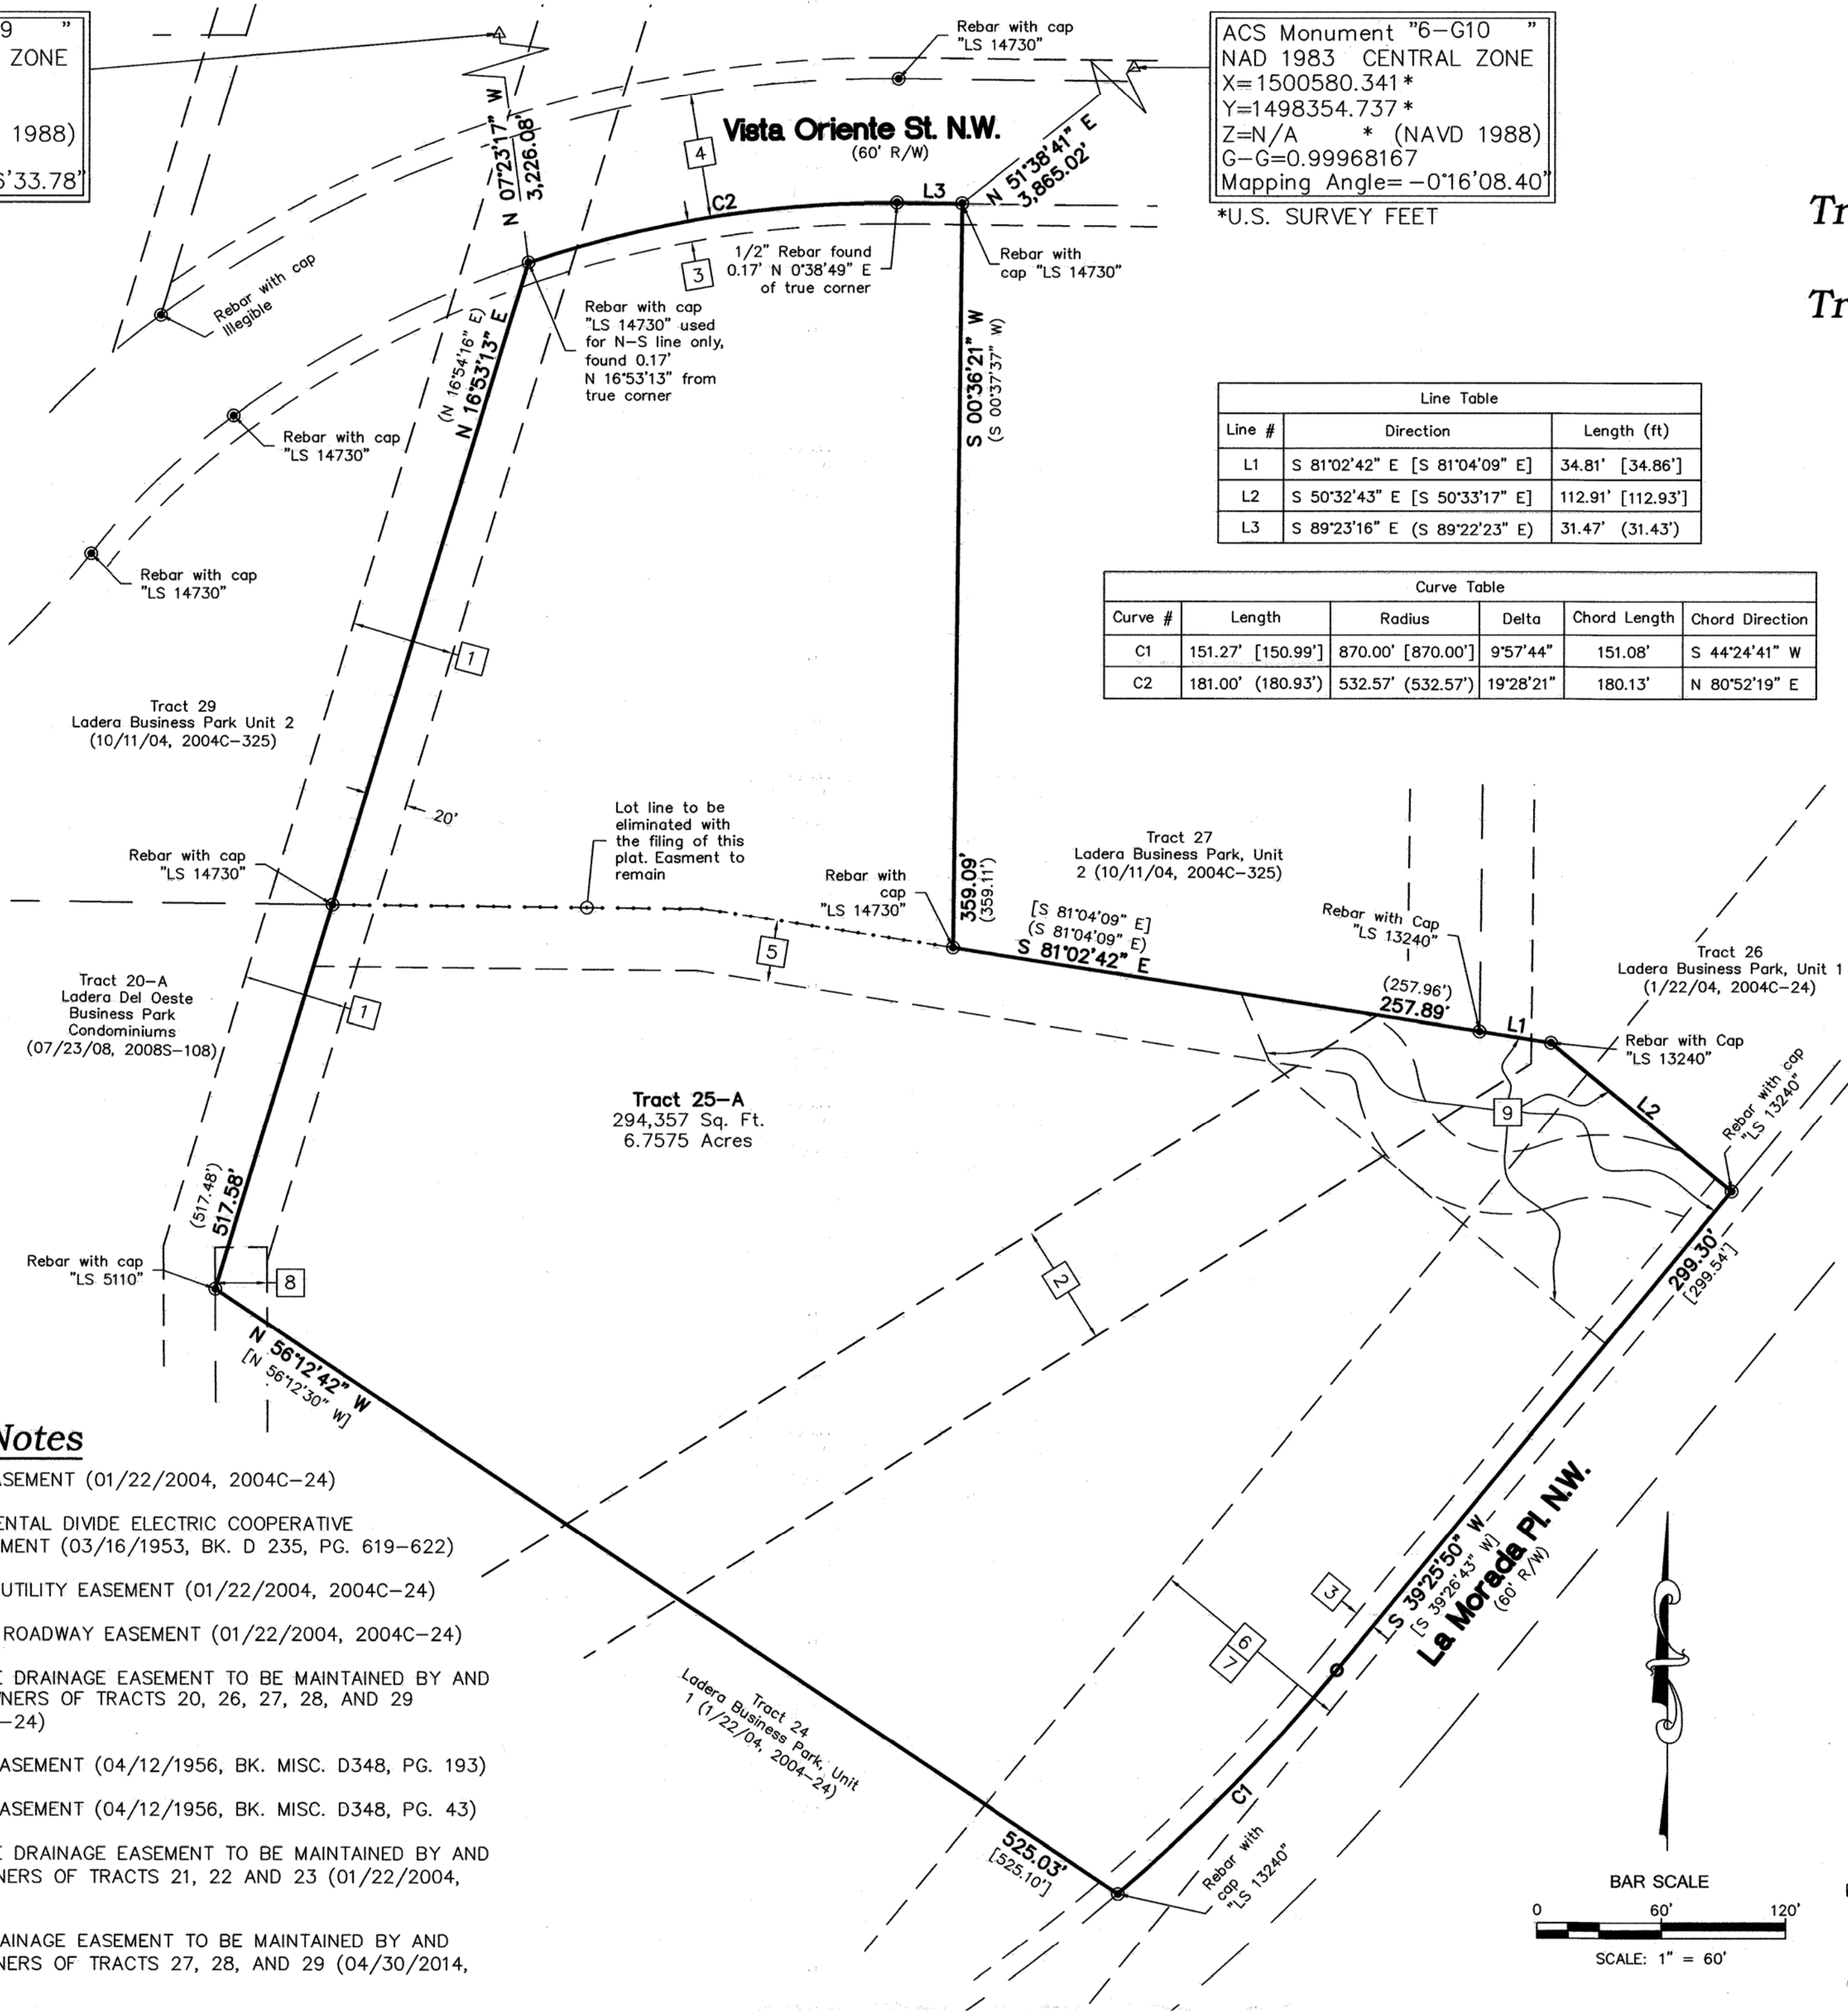 9 "
ZONE
1988)
6'33.78"
ACS Monument "6-G10 "
NAD 1983 CENTRAL ZONE
X=1500580.341*
Y=1498354.737*
Z=N/A * (NAVD 1988)
G-G=0.99968167
Mapping Angle= -0°16'08.40"
*U.S. SURVEY FEET
Tr
Tr
Rebar with cap
"LS 14730"
Vista Oriente St. N.W.
(60' R/W)
N 07°23'17" W
3,226.08'
N 51°38'41" E
3,865.02'
4
C2
L3
3
1/2" Rebar found
0.17' N 0°38'49" E
of true corner
Rebar with
cap "LS 14730"
Rebar with cap
Illegible
Rebar with cap
"LS 14730" used
for N-S line only,
found 0.17'
N 16°53'13" from
true corner
(N 16°54'16" E)
N 16°53'13" E
S 00°36'21" W
(S 00°37'37" W)
Rebar with cap
"LS 14730"
Rebar with cap
"LS 14730"
Line Table
Line # Direction Length (ft)
L1 S 81°02'42" E [S 81°04'09" E] 34.81' [34.86']
L2 S 50°32'43" E [S 50°33'17" E] 112.91' [112.93']
L3 S 89°23'16" E (S 89°22'23" E) 31.47' (31.43')
Curve Table
Curve # Length Radius Delta Chord Length Chord Direction
C1 151.27' [150.99'] 870.00' [870.00'] 9°57'44" 151.08' S 44°24'41" W
C2 181.00' (180.93') 532.57' (532.57') 19°28'21" 180.13' N 80°52'19" E
1
Tract 29
Ladera Business Park Unit 2
(10/11/04, 2004C-325)
20'
Lot line to be
eliminated with
the filing of this
plat. Easment to
remain
Rebar with cap
"LS 14730"
Rebar with
cap
"LS 14730"
359.09'
(359.11')
Tract 27
Ladera Business Park, Unit
2 (10/11/04, 2004C-325)
[S 81°04'09" E]
(S 81°04'09" E)
S 81°02'42" E
5
Rebar with Cap
"LS 13240"
Tract 26
Ladera Business Park, Unit 1
(1/22/04, 2004C-24)
(257.96')
257.89'
L1
Rebar with Cap
"LS 13240"
Tract 20-A
Ladera Del Oeste
Business Park
Condominiums
(07/23/08, 2008S-108)
1
Tract 25-A
294,357 Sq. Ft.
6.7575 Acres
9
L2
Rebar with cap
"LS 13240"
(517.48')
517.58'
Rebar with cap
"LS 5110"
8
2
299.30'
[299.54']
N 56°12'42" W
[N 56°12'30" W]
Notes
ASEMENT (01/22/2004, 2004C-24)
ENTAL DIVIDE ELECTRIC COOPERATIVE
MENT (03/16/1953, BK. D 235, PG. 619-622)
UTILITY EASEMENT (01/22/2004, 2004C-24)
ROADWAY EASEMENT (01/22/2004, 2004C-24)
E DRAINAGE EASEMENT TO BE MAINTAINED BY AND
WNERS OF TRACTS 20, 26, 27, 28, AND 29
-24)
ASEMENT (04/12/1956, BK. MISC. D348, PG. 193)
ASEMENT (04/12/1956, BK. MISC. D348, PG. 43)
E DRAINAGE EASEMENT TO BE MAINTAINED BY AND
NERS OF TRACTS 21, 22 AND 23 (01/22/2004,
AINAGE EASEMENT TO BE MAINTAINED BY AND
NERS OF TRACTS 27, 28, AND 29 (04/30/2014,
3
S 39°25'50" W
[S 39°26'43" W]
La Morada Pl. N.W.
(60' R/W)
6
7
Tract 24
Ladera Business Park, Unit
1 (1/22/04, 2004-24)
C1
525.03'
[525.10']
Rebar with
cap
"LS 13240"
BAR SCALE
0 60' 120'
SCALE: 1" = 60'